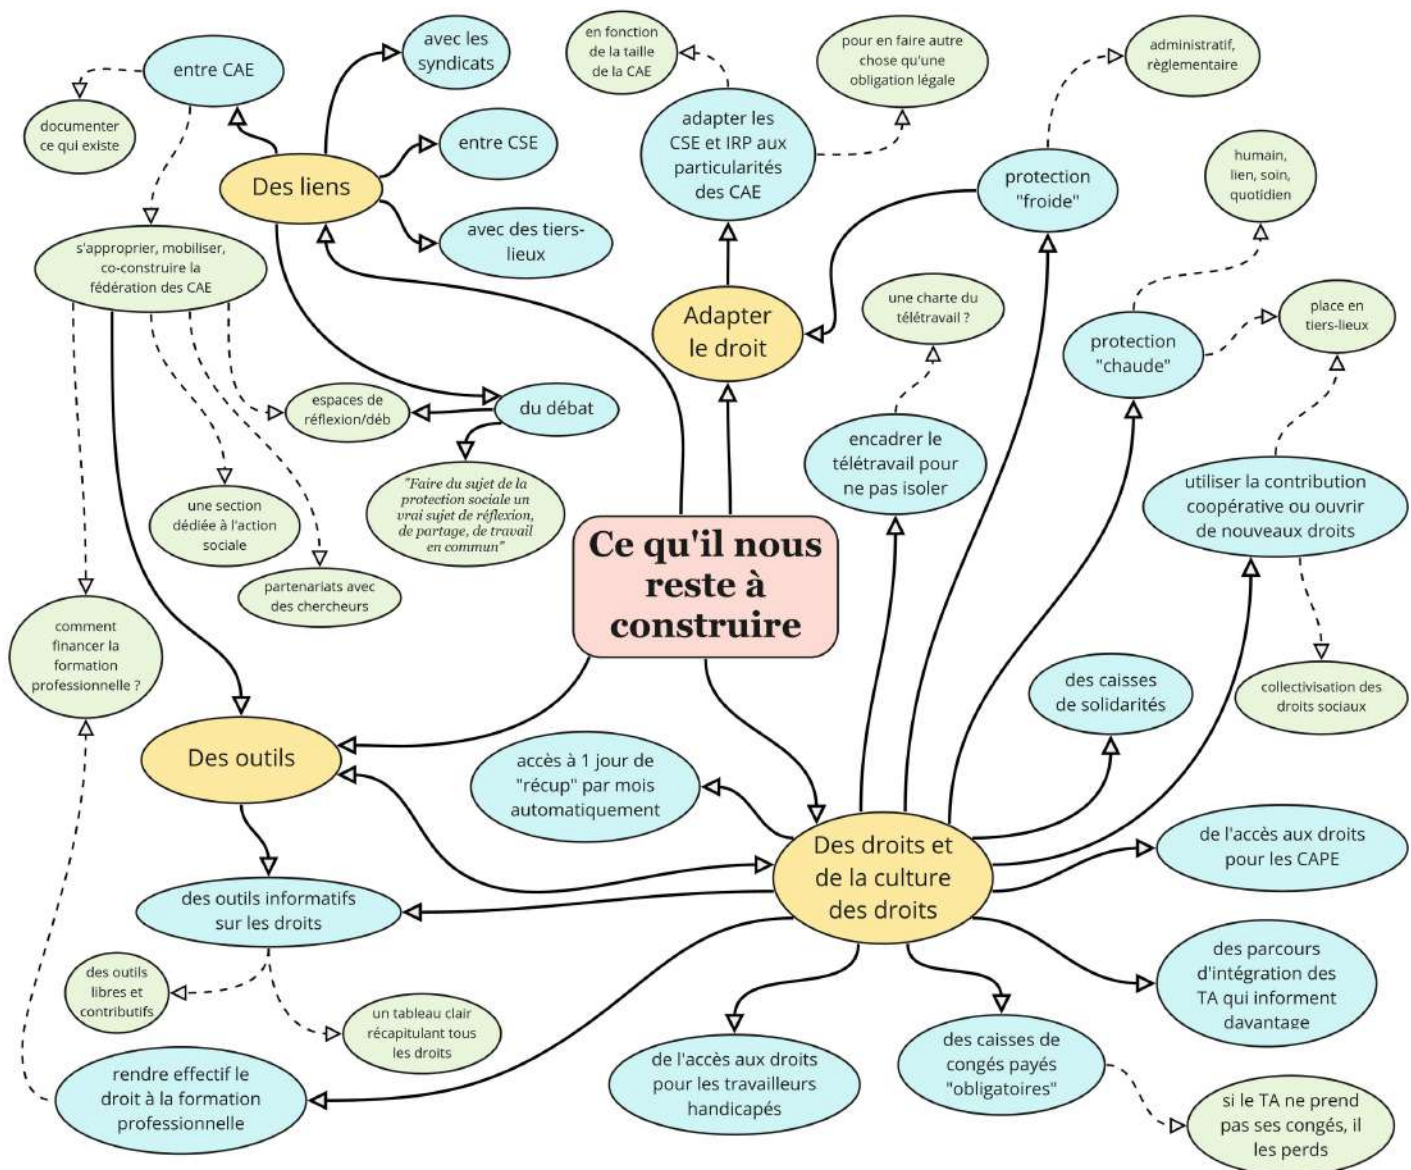 avec les
syndicats
entre CAE
documenter
ce qui existe
Des liens
entre CSE
avec des tiers-
lieux
s'approprier, mobiliser,
co-construire la
fédération des CAE
en fonction
de la taille
de la CAE
pour en faire autre
chose qu'une
obligation légale
administratif,
règlementaire
adapter les
CSE et IRP aux
particularités
des CAE
protection
"froide"
humain,
lien, soin,
quotidien
Adapter
le droit
une charte du
télétravail ?
protection
"chaude"
place en
tiers-lieux
espaces de
réflexion/déb
du débat
encadrer le
télétravail pour
ne pas isoler
utiliser la contribution
coopérative ou ouvrir
de nouveaux droits
une section
dédiée à l'action
sociale
"Faire du sujet de la
protection sociale un
vrai sujet de réflexion,
de partage, de travail
en commun"
partenariats avec
des chercheurs
Ce qu'il nous
reste à
construire
comment
financer la
formation
professionnelle ?
des caisses
de solidarités
collectivisation des
droits sociaux
Des outils
accès à 1 jour de
"récup" par mois
automatiquement
Des droits et
de la culture
des droits
de l'accès aux droits
pour les CAPE
des outils informatifs
sur les droits
des outils
libres et
contributifs
un tableau clair
récapitulant tous
les droits
des parcours
d'intégration des
TA qui informent
davantage
rendre effectif le
droit à la formation
professionnelle
de l'accès aux droits
pour les travailleurs
handicapés
des caisses de
congés payés
"obligatoires"
si le TA ne prend
pas ses congés, il
les perds